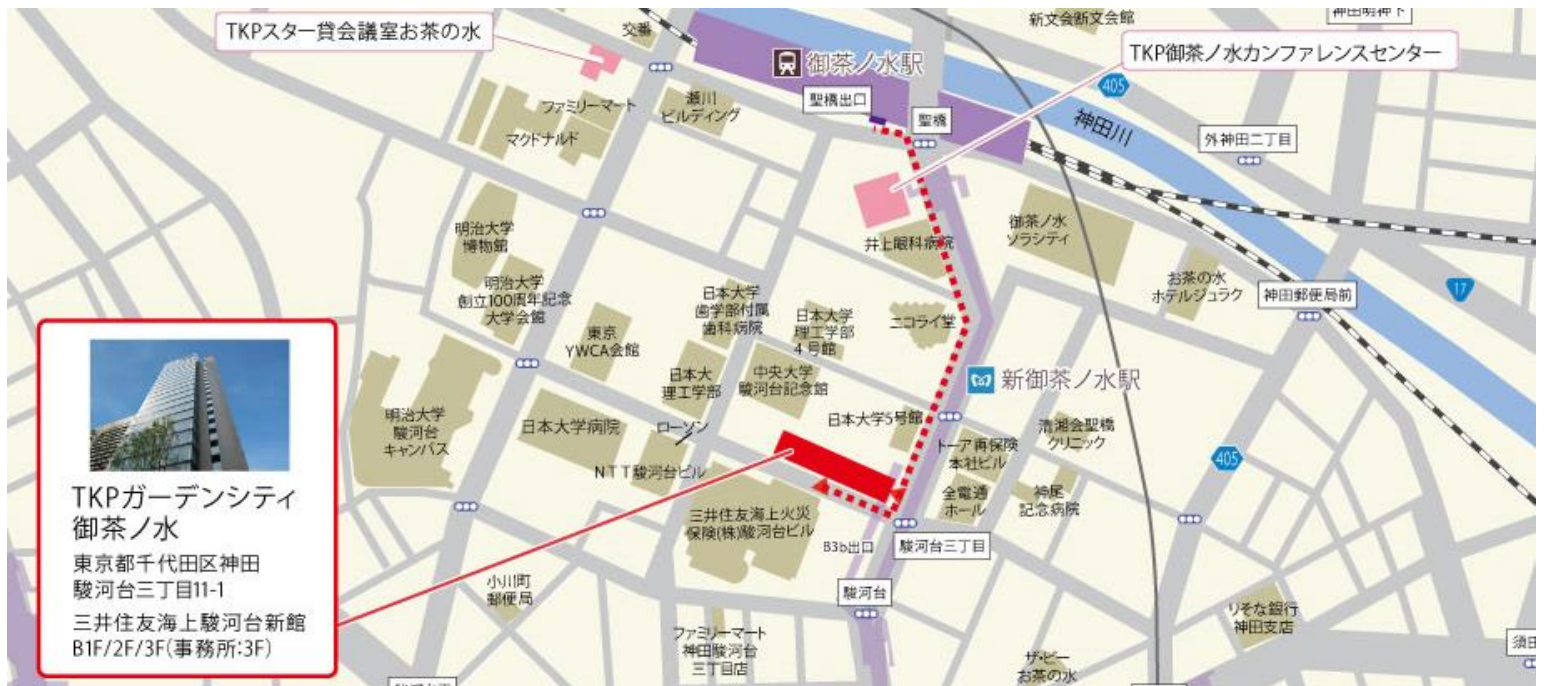 TKPスター貸会議室お茶の水
交番
御茶ノ水駅
新文会新文会館
神田明神下
TKP御茶ノ水カンファレンスセンター
405
聖橋出口
聖橋
神田川
外神田二丁目
ファミリーマート
瀬川
ビルディング
マクドナルド
明治大学
博物館
井上眼科病院
御茶ノ水
ソラシティ
お茶の水
ホテルジュラク
神田郵便局前
17
明治大学
創立100周年記念
大学会館
東京
YWCA会館
日本大学
歯学部付属
歯科病院
日本大学
理工学部
4号館
ニコライ堂
新御茶ノ水駅
日本大
理工学部
中央大学
駿河台記念館
日本大学5号館
明治大学
駿河台
キャンパス
日本大学病院
ローソン
NTT駿河台ビル
トーア再保険
本社ビル
清湘会聖橋
クリニック
405
全電通
ホール
神尾
記念病院
三井住友海上火災
保険(株)駿河台ビル
B3b出口
駿河台三丁目
駿河台
小川町
郵便局
ファミリーマート
神田駿河台
三丁目店
ザ・ビー
お茶の水
りそな銀行
神田支店
須田
TKPガーデンシティ
御茶ノ水
東京都千代田区神田
駿河台三丁目11-1
三井住友海上駿河台新館
B1F/2F/3F(事務所:3F)